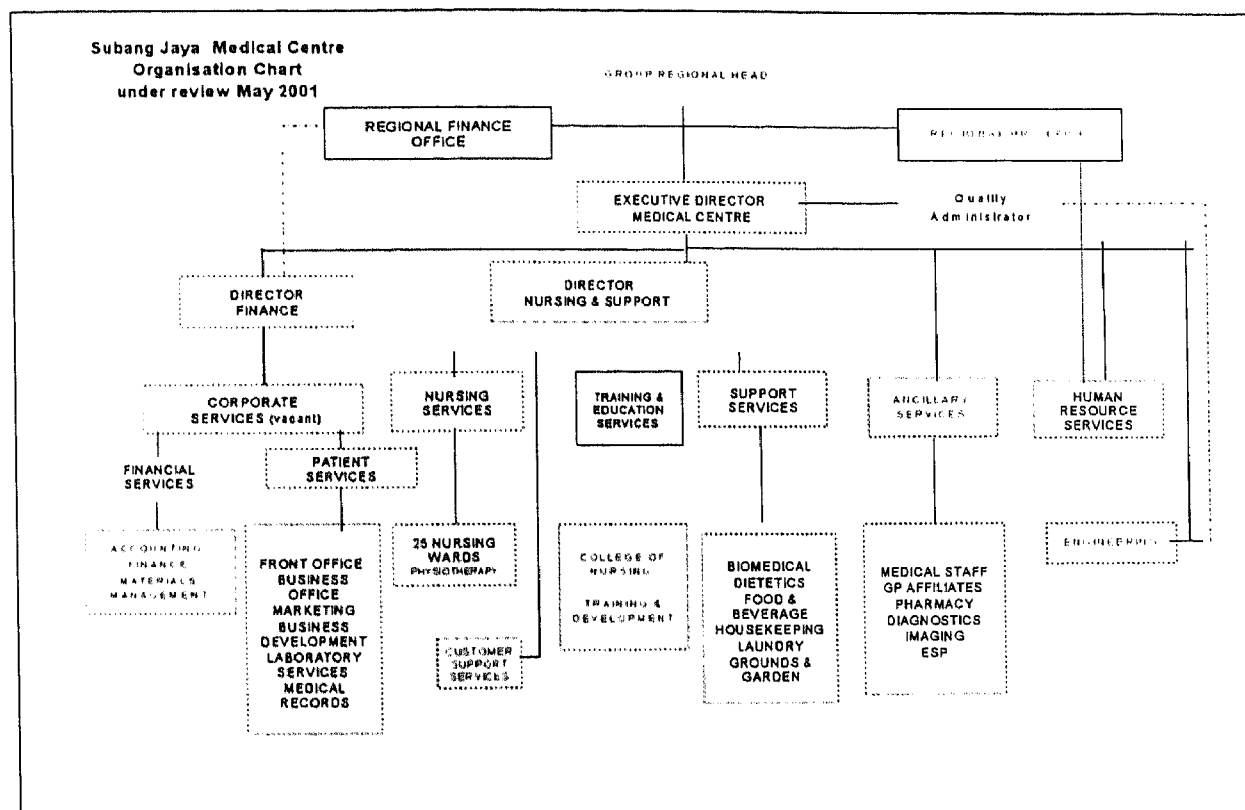 Subang Jaya Medical Centre
Organisation Chart
under review May 2001
GROUP REGIONAL HEAD
REGIONAL FINANCE
OFFICE
REGIONAL
EXECUTIVE DIRECTOR
MEDICAL CENTRE
Quality
Administrator
DIRECTOR
FINANCE
DIRECTOR
NURSING & SUPPORT
CORPORATE
SERVICES (vacant)
NURSING
SERVICES
TRAINING &
EDUCATION
SERVICES
SUPPORT
SERVICES
ANCILLARY
SERVICES
HUMAN
RESOURCE
SERVICES
FINANCIAL
SERVICES
PATIENT
SERVICES
ACCOUNTING
FINANCE
MATERIALS
MANAGEMENT
FRONT OFFICE
BUSINESS
OFFICE
MARKETING
BUSINESS
DEVELOPMENT
LABORATORY
SERVICES
MEDICAL
RECORDS
25 NURSING
WARDS
PHYSIOTHERAPY
CUSTOMER
SUPPORT
SERVICES
COLLEGE OF
NURSING
TRAINING &
DEVELOPMENT
BIOMEDICAL
DIETETICS
FOOD &
BEVERAGE
HOUSEKEEPING
LAUNDRY
GROUNDS &
GARDEN
MEDICAL STAFF
GP AFFILIATES
PHARMACY
DIAGNOSTICS
IMAGING
ESP
ENGINEERING